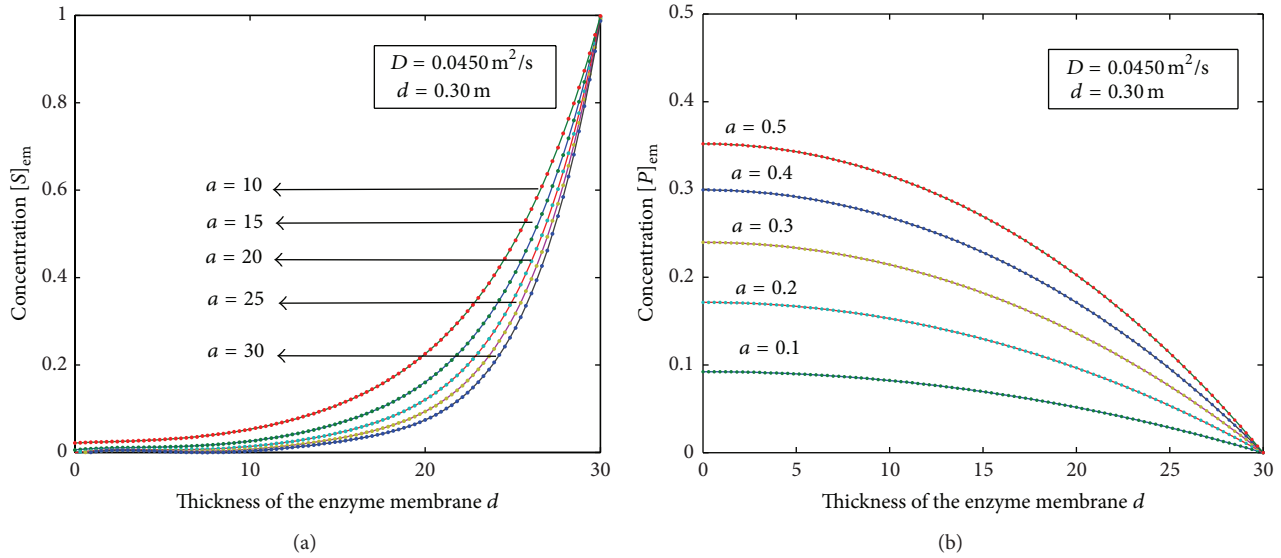 1
0.8
0.6
0.4
0.2
0
0
10
20
30
Concentration [S]em
Thickness of the enzyme membrane d
D = 0.0450 m²/s
d = 0.30 m
a = 10
a = 15
a = 20
a = 25
a = 30
(a)
0.5
0.4
0.3
0.2
0.1
0
0
5
10
15
20
25
30
Concentration [P]em
Thickness of the enzyme membrane d
D = 0.0450 m²/s
d = 0.30 m
a = 0.5
a = 0.4
a = 0.3
a = 0.2
a = 0.1
(b)